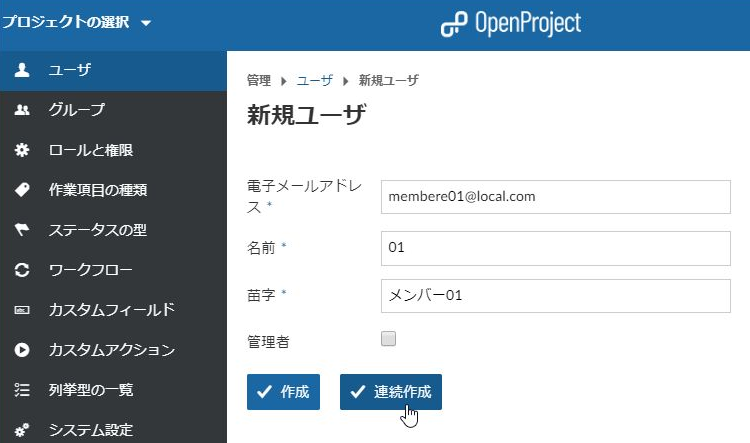 プロジェクトの選択
OpenProject
ユーザ
グループ
ロールと権限
作業項目の種類
ステータスの型
ワークフロー
カスタムフィールド
カスタムアクション
列挙型の一覧
システム設定
管理 ユーザ 新規ユーザ
新規ユーザ
電子メールアドレ
ス *
membere01@local.com
名前 *
01
苗字 *
メンバー01
管理者
作成
連続作成